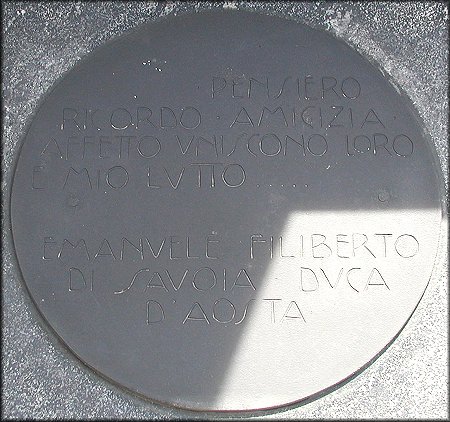 · PENSIERO
RICORDO · AMICIZIA ·
AFFETTO VNISCONO LORO
E MIO LVTTO .....
EMANVELE FILIBERTO
DI SAVOIA DVCA
D'AOSTA